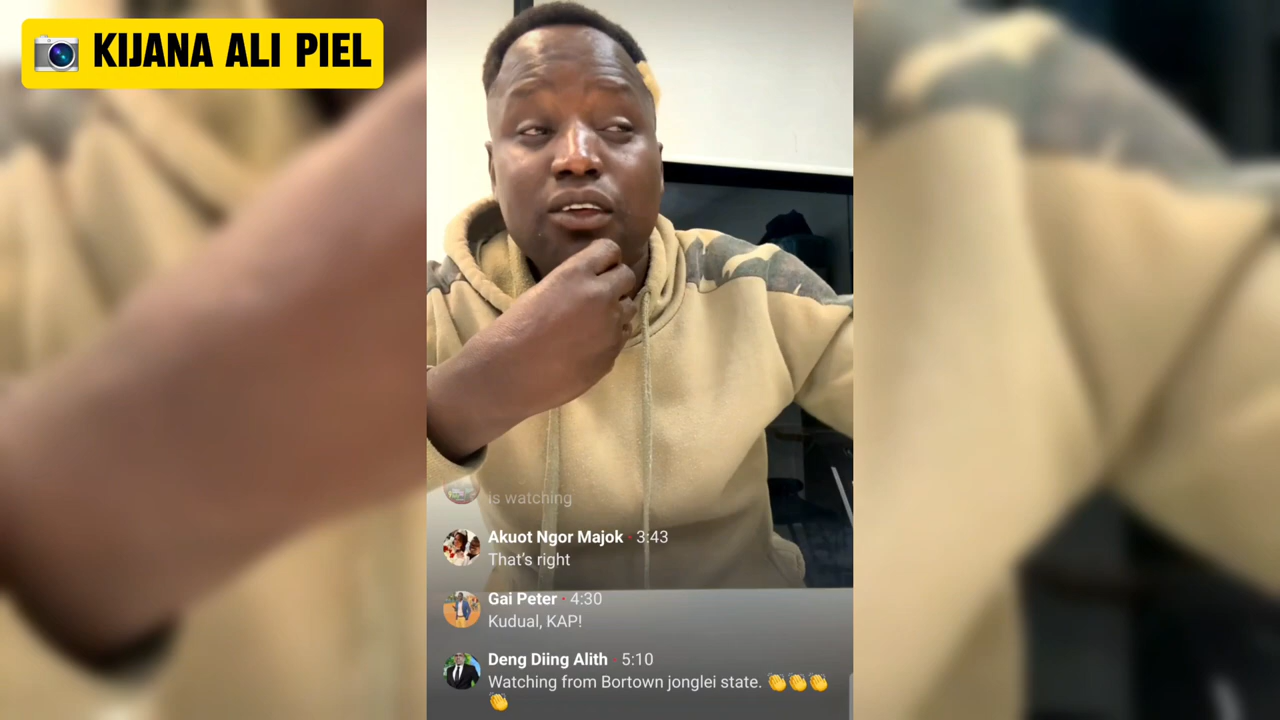 📷 KIJANA ALI PIEL
is watching
Akuot Ngor Majok · 3:43
That's right
Gai Peter · 4:30
Kudual, KAP!
Deng Diing Alith · 5:10
Watching from Bortown jonglei state. 👏👏👏
👏